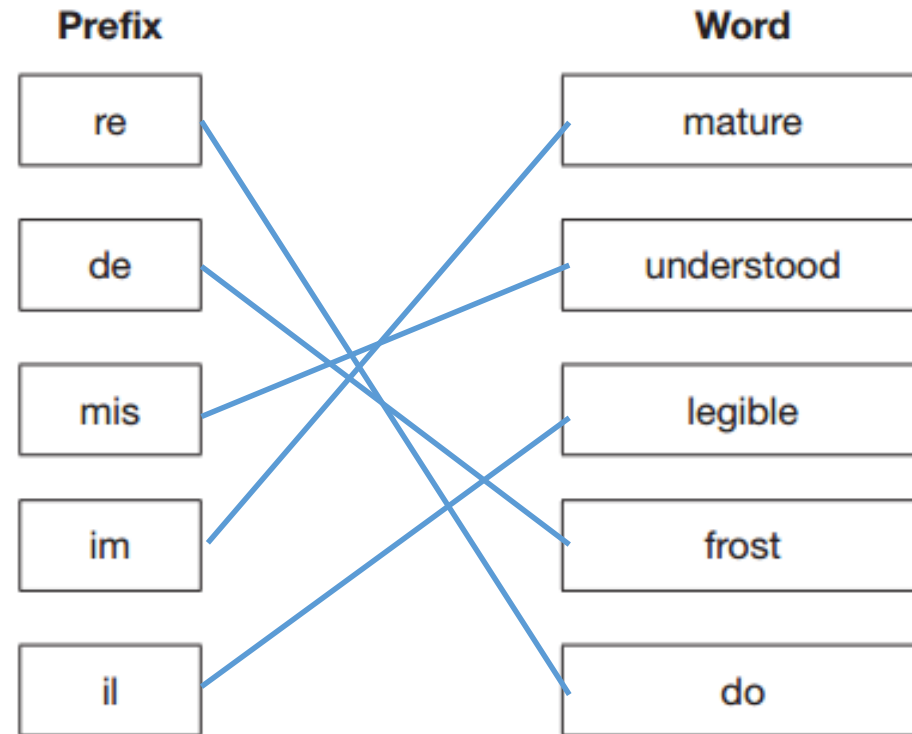 Prefix Word
re mature
de understood
mis legible
im frost
il do